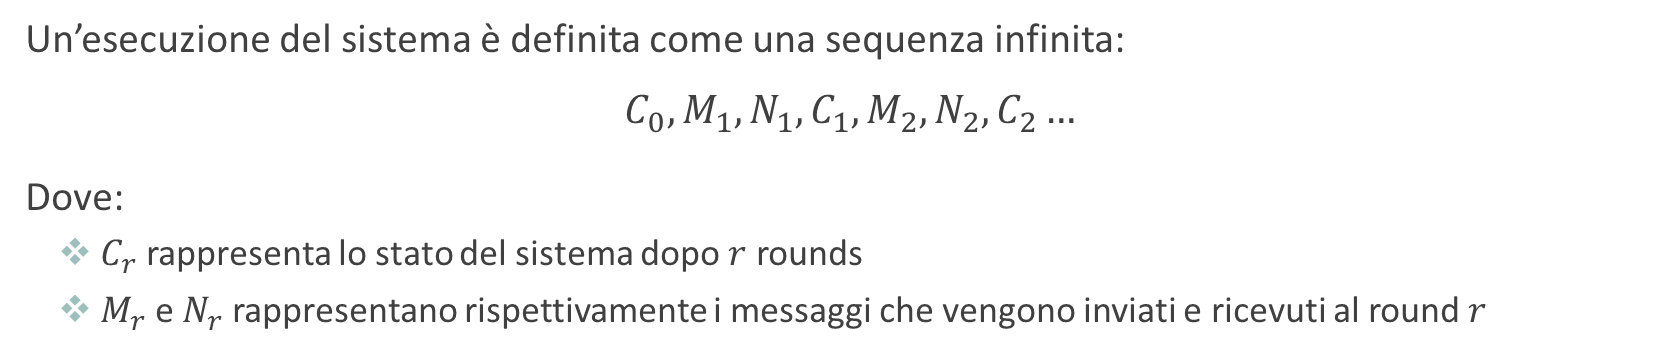 Un'esecuzione del sistema è definita come una sequenza infinita:
C₀, M₁, N₁, C₁, M₂, N₂, C₂ …
Dove:
❖ Cᵣ rappresenta lo stato del sistema dopo r rounds
❖ Mᵣ e Nᵣ rappresentano rispettivamente i messaggi che vengono inviati e ricevuti al round r